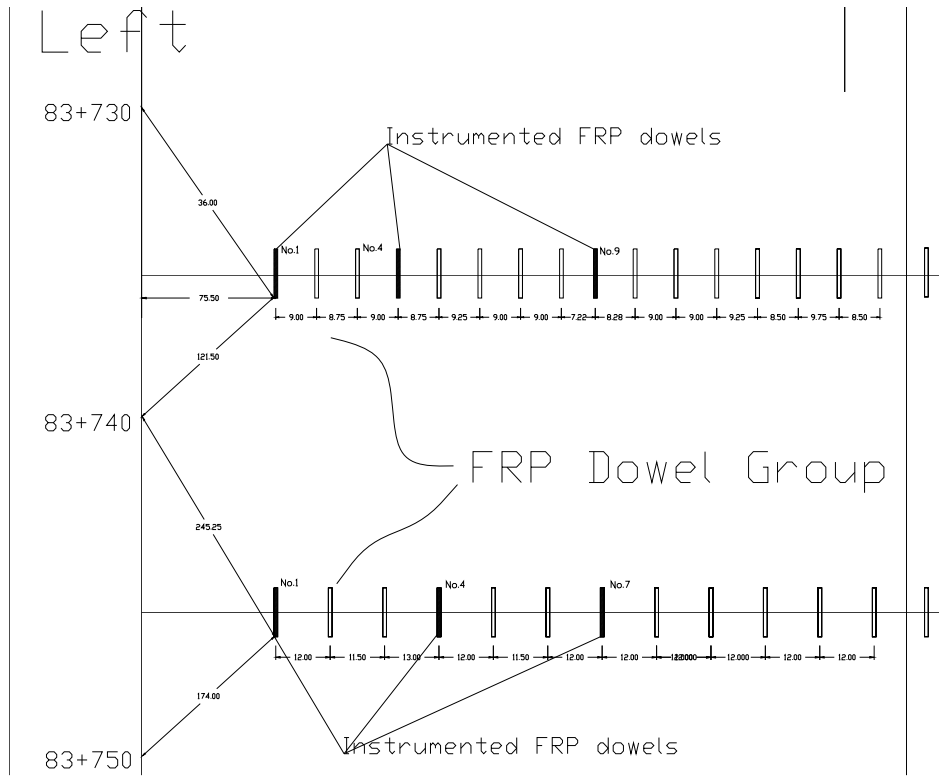 Left
83+730
Instrumented FRP dowels
36.00
No.1
No.4
No.9
75.50
9.00 8.75 9.00 8.75 9.25 9.00 9.00 7.22 8.28 9.00 9.00 9.25 8.50 9.75 8.50
121.50
83+740
FRP Dowel Group
245.25
No.1
No.4
No.7
12.00 11.50 13.00 12.00 11.50 12.00 12.00 12.000 12.00 12.00
174.00
Instrumented FRP dowels
83+750